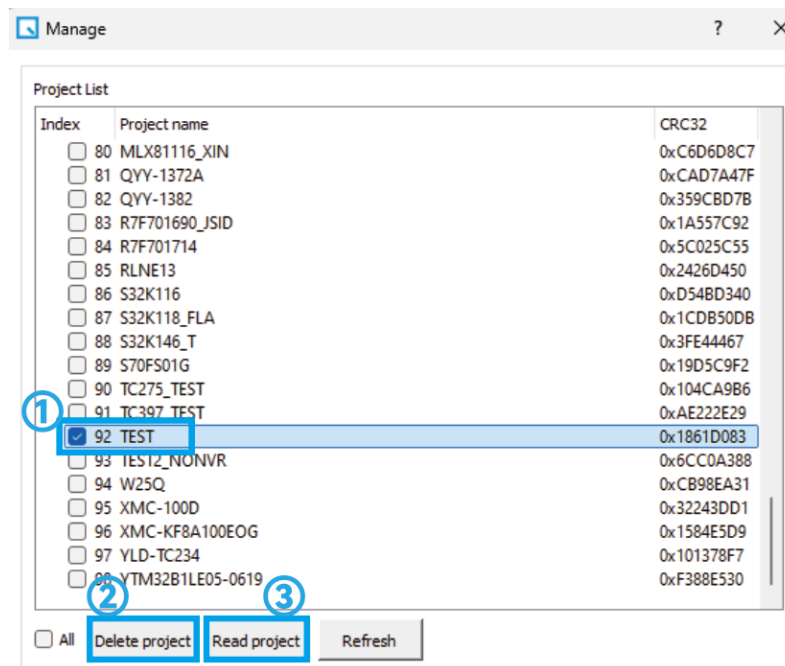 Manage ? ×
Project List
Index Project name CRC32
80 MLX81116_XIN 0xC6D6D8C7
81 QYY-1372A 0xCAD7A47F
82 QYY-1382 0x359CBD7B
83 R7F701690_JSID 0x1A557C92
84 R7F701714 0x5C025C55
85 RLNE13 0x2426D450
86 S32K116 0xD54BD340
87 S32K118_FLA 0x1CDB50DB
88 S32K146_T 0x3FE44467
89 S70FS01G 0x19D5C9F2
90 TC275_TEST 0x104CA9B6
①
91 TC397_TEST 0xAE222E29
92 TEST 0x1861D083
93 TEST2_NONVR 0x6CC0A388
94 W25Q 0xCB98EA31
95 XMC-100D 0x32243DD1
96 XMC-KF8A100EOG 0x1584E5D9
97 YLD-TC234 0x101378F7
98 YTM32B1LE05-0619 0xF388E530
② ③
All Delete project Read project Refresh